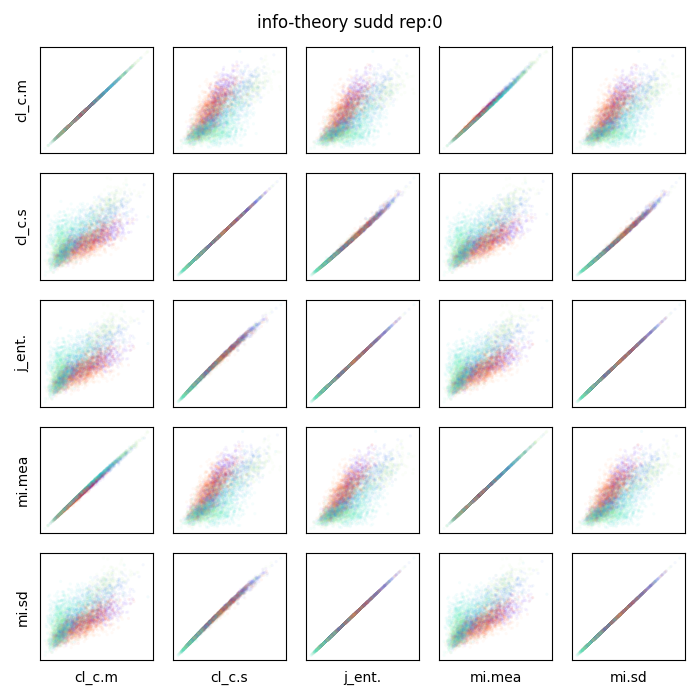 info-theory sudd rep:0
cl_c.m
cl_c.s
j_ent.
mi.mea
mi.sd
cl_c.m cl_c.s j_ent. mi.mea mi.sd